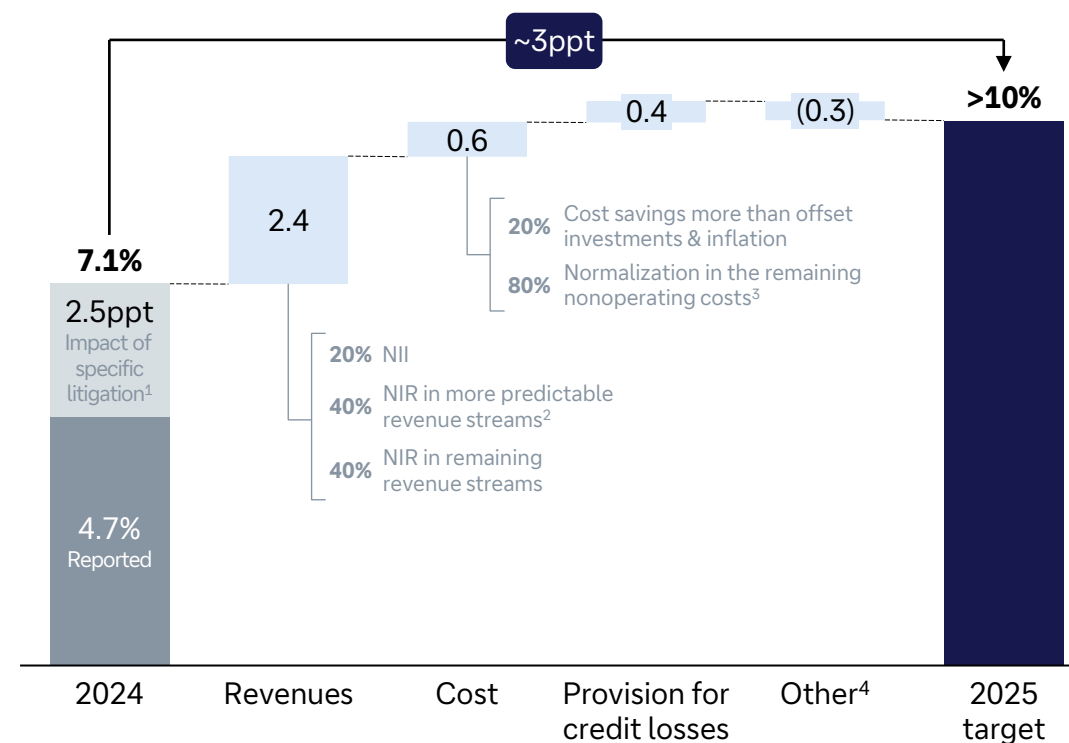 ~3ppt
>10%
7.1%
2.5ppt
Impact of
specific
litigation¹
4.7%
Reported
2.4
0.6
0.4
(0.3)
20% Cost savings more than offset
investments & inflation
80% Normalization in the remaining
nonoperating costs³
20% NII
40% NIR in more predictable
revenue streams²
40% NIR in remaining
revenue streams
2024
Revenues
Cost
Provision for
credit losses
Other⁴
2025
target